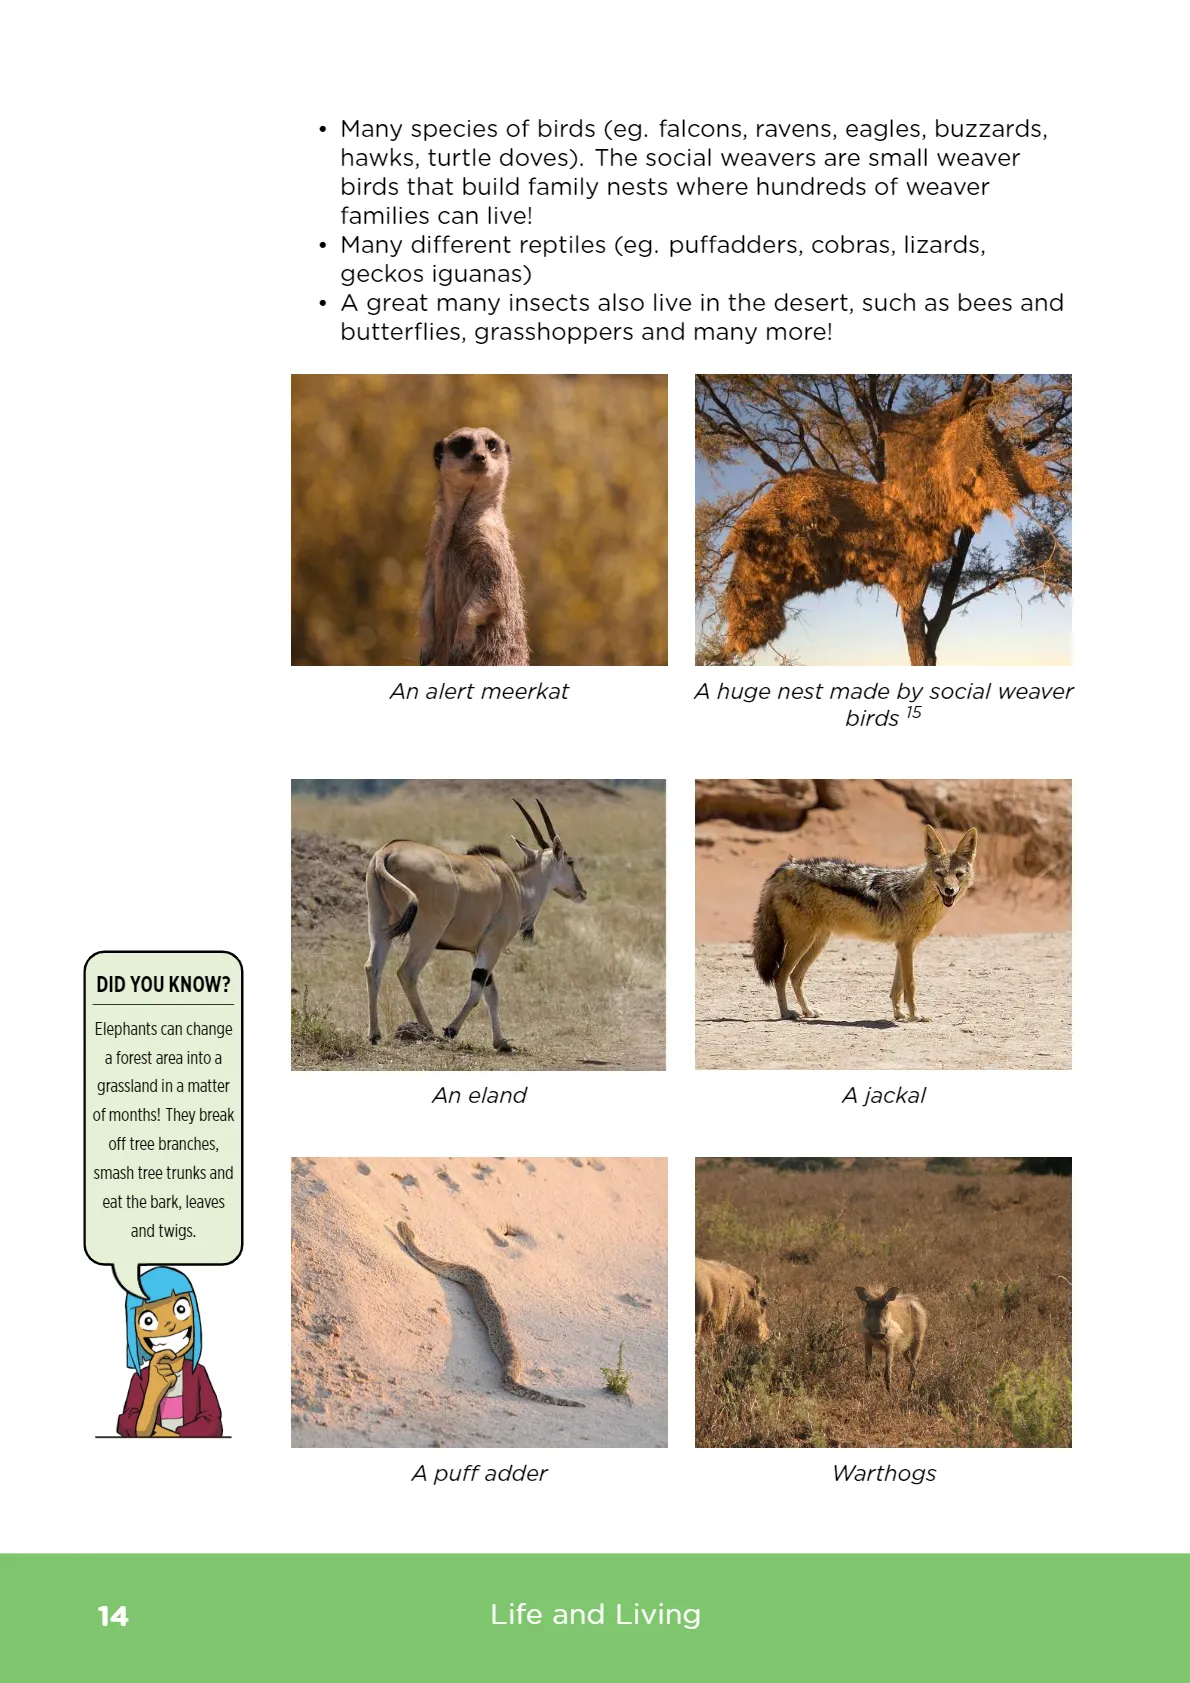 • Many species of birds (eg. falcons, ravens, eagles, buzzards,
hawks, turtle doves). The social weavers are small weaver
birds that build family nests where hundreds of weaver
families can live!
• Many different reptiles (eg. puffadders, cobras, lizards,
geckos iguanas)
• A great many insects also live in the desert, such as bees and
butterflies, grasshoppers and many more!
An alert meerkat
A huge nest made by social weaver
birds 15
An eland
A jackal
DID YOU KNOW?
Elephants can change
a forest area into a
grassland in a matter
of months! They break
off tree branches,
smash tree trunks and
eat the bark, leaves
and twigs.
A puff adder
Warthogs
14
Life and Living